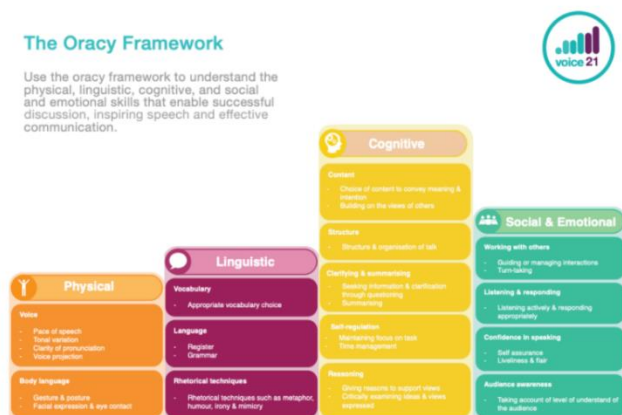 The Oracy Framework
Use the oracy framework to understand the
physical, linguistic, cognitive, and social
and emotional skills that enable successful
discussion, inspiring speech and effective
communication.
voice 21
Physical
Voice
- Pace of speech
- Tonal variation
- Clarity of pronunciation
- Voice projection
Body language
- Gesture & posture
- Facial expression & eye contact
Linguistic
Vocabulary
- Appropriate vocabulary choice
Language
- Register
- Grammar
Rhetorical techniques
- Rhetorical techniques such as metaphor,
humour, irony & mimicry
Cognitive
Content
- Choice of content to convey meaning &
intention
- Building on the views of others
Structure
- Structure & organisation of talk
Clarifying & summarising
- Seeking information & clarification
through questioning
- Summarising
Self-regulation
- Maintaining focus on task
- Time management
Reasoning
- Giving reasons to support views
- Critically examining ideas & views
expressed
Social & Emotional
Working with others
- Guiding or managing interactions
- Turn-taking
Listening & responding
- Listening actively & responding
appropriately
Confidence in speaking
- Self assurance
- Liveliness & flair
Audience awareness
- Taking account of level of understand of
the audience